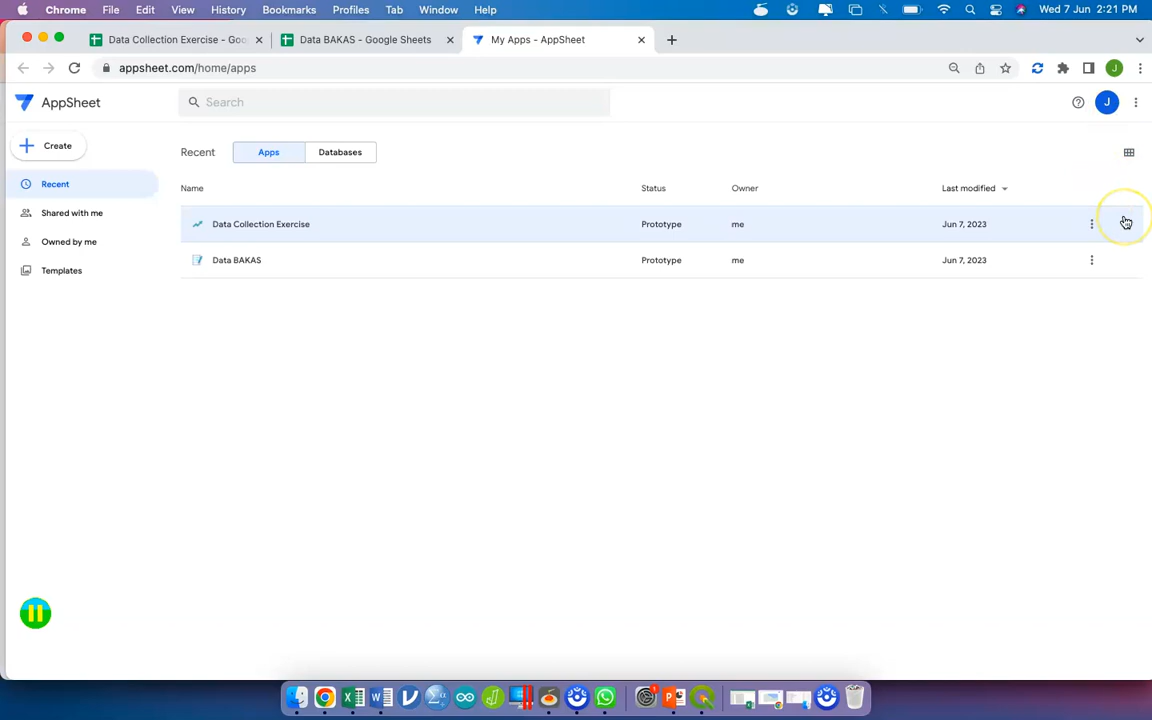 Chrome File Edit View History Bookmarks Profiles Tab Window Help Wed 7 Jun 2:21 PM
Data Collection Exercise - Goo Data BAKAS - Google Sheets My Apps - AppSheet
appsheet.com/home/apps J
AppSheet Search J
Create
Recent Apps Databases
Recent
Name Status Owner Last modified
Shared with me
Data Collection Exercise Prototype me Jun 7, 2023
Owned by me
Data BAKAS Prototype me Jun 7, 2023
Templates